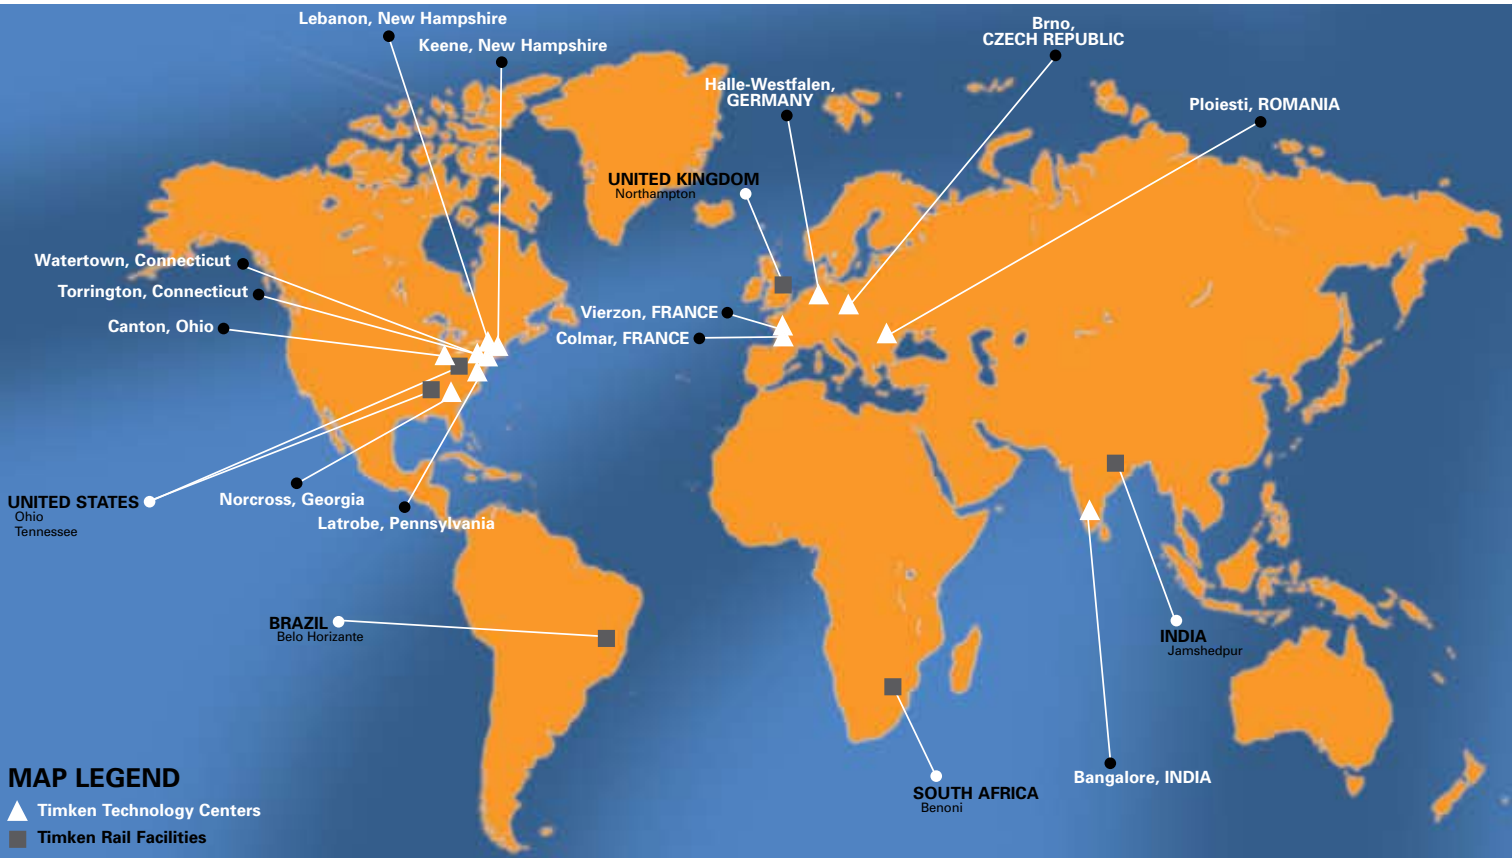 Lebanon, New Hampshire
Keene, New Hampshire
Brno,
CZECH REPUBLIC
Halle-Westfalen,
GERMANY
Ploiesti, ROMANIA
UNITED KINGDOM
Northampton
Watertown, Connecticut
Torrington, Connecticut
Canton, Ohio
Vierzon, FRANCE
Colmar, FRANCE
UNITED STATES
Ohio
Tennessee
Norcross, Georgia
Latrobe, Pennsylvania
BRAZIL
Belo Horizante
INDIA
Jamshedpur
Bangalore, INDIA
SOUTH AFRICA
Benoni
MAP LEGEND
Timken Technology Centers
Timken Rail Facilities